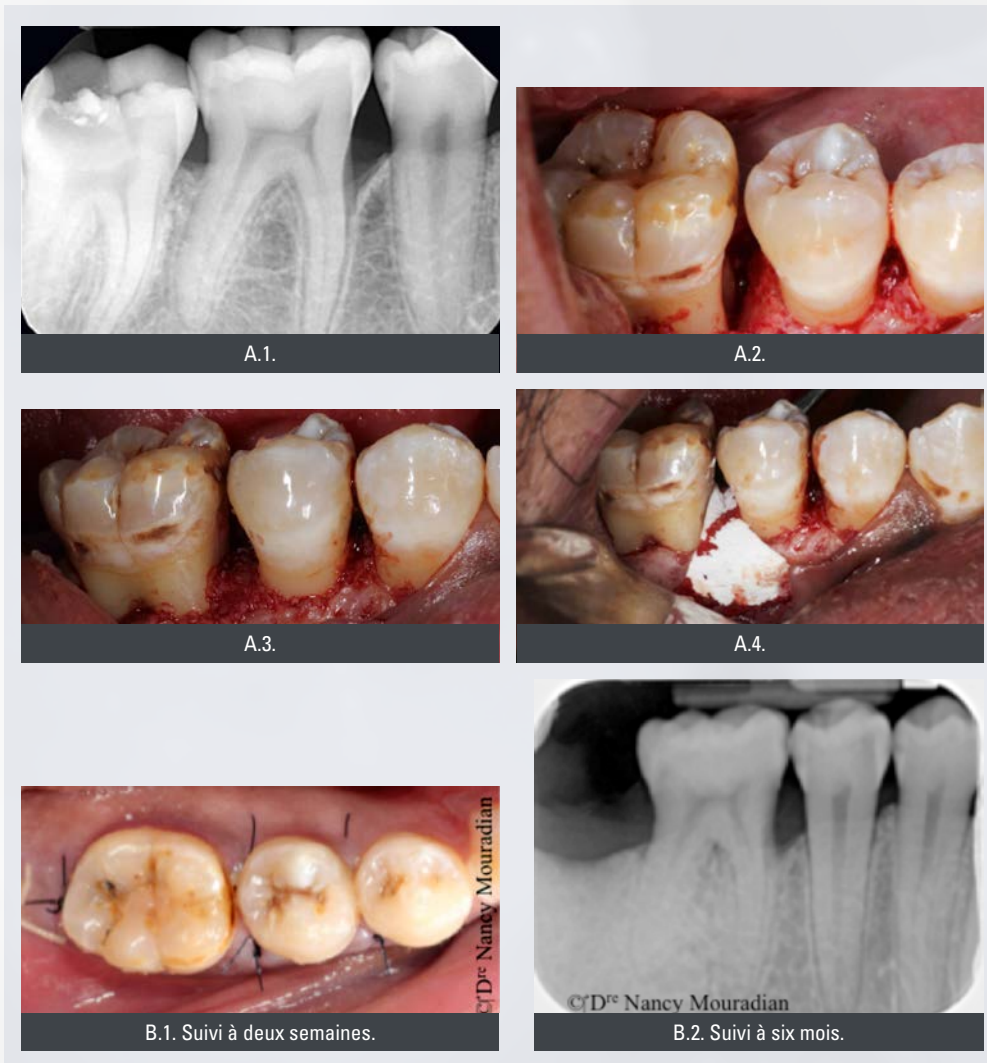 A.1.
A.2.
A.3.
A.4.
©Dre Nancy Mouradian
B.1. Suivi à deux semaines.
©Dre Nancy Mouradian
B.2. Suivi à six mois.